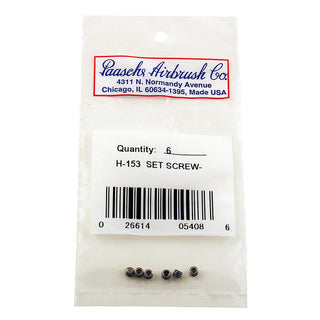 Paasche Airbrush Co.
4311 N. Normandy Avenue
Chicago, IL 60634-1395, Made USA
Quantity: 6
H-153 SET SCREW-
0 26614 05408 6